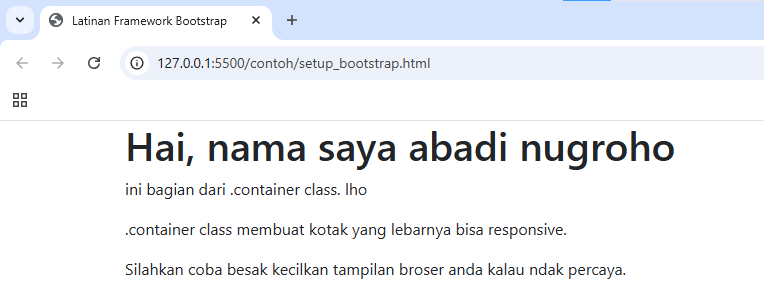 Latinan Framework Bootstrap
127.0.0.1:5500/contoh/setup_bootstrap.html
Hai, nama saya abadi nugroho
ini bagian dari .container class. lho
.container class membuat kotak yang lebarnya bisa responsive.
Silahkan coba besak kecilkan tampilan broser anda kalau ndak percaya.